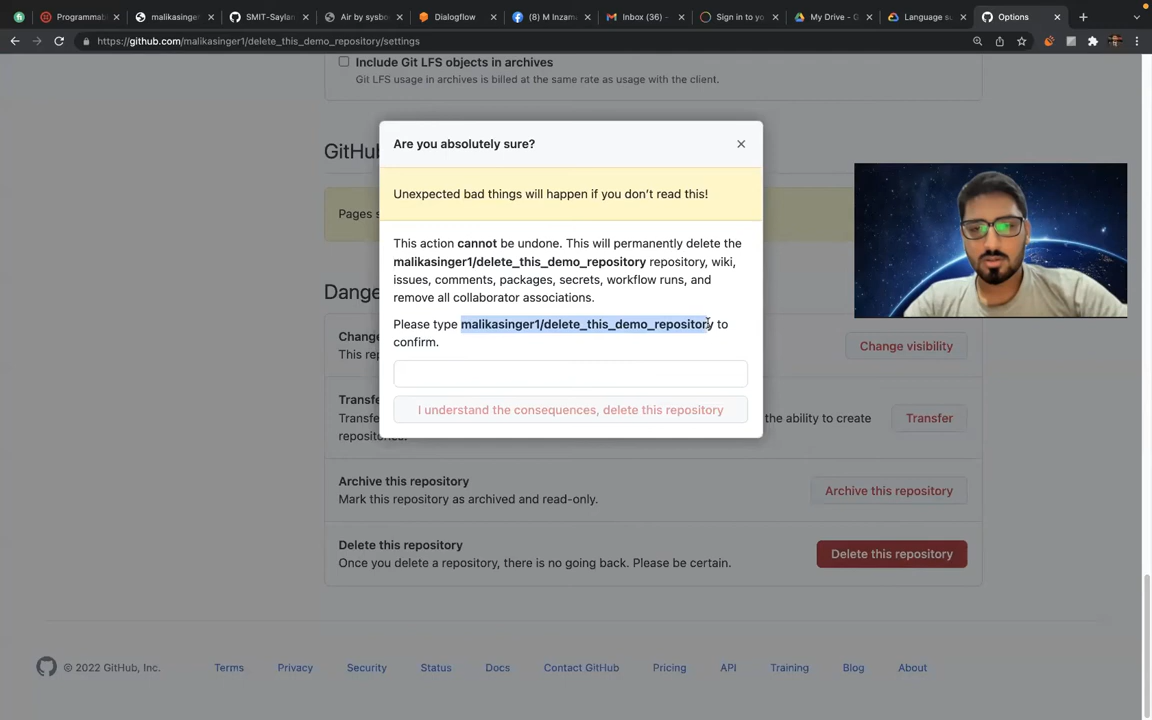 Programmab
malikasinger
SMIT-Saylan
Air by sysbo
Dialogflow
(8) M Inzam
Inbox (36) -
Sign in to yo
My Drive - G
Language su
Options
https://github.com/malikasinger1/delete_this_demo_repository/settings
Include Git LFS objects in archives
Git LFS usage in archives is billed at the same rate as usage with the client.
GitHu
Are you absolutely sure?
Unexpected bad things will happen if you don't read this!
Pages s
This action cannot be undone. This will permanently delete the
malikasinger1/delete_this_demo_repository repository, wiki,
issues, comments, packages, secrets, workflow runs, and
remove all collaborator associations.
Please type malikasinger1/delete_this_demo_repository to
confirm.
I understand the consequences, delete this repository
Dange
Change
This rep
Change visibility
Transfe
Transfe
the ability to create
reposito
Transfer
Archive this repository
Mark this repository as archived and read-only.
Archive this repository
Delete this repository
Once you delete a repository, there is no going back. Please be certain.
Delete this repository
© 2022 GitHub, Inc.
Terms
Privacy
Security
Status
Docs
Contact GitHub
Pricing
API
Training
Blog
About